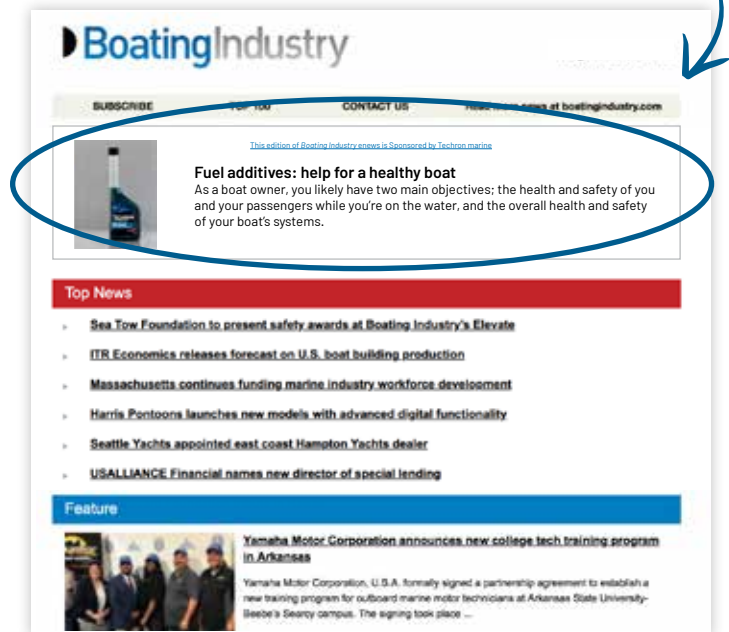 BoatingIndustry
SUBSCRIBE TOP 100 CONTACT US Read more news at boatingindustry.com
This edition of Boating Industry enews is Sponsored by Techron marine
Fuel additives: help for a healthy boat
As a boat owner, you likely have two main objectives; the health and safety of you
and your passengers while you're on the water, and the overall health and safety
of your boat's systems.
Top News
Sea Tow Foundation to present safety awards at Boating Industry's Elevate
ITR Economics releases forecast on U.S. boat building production
Massachusetts continues funding marine industry workforce development
Harris Pontoons launches new models with advanced digital functionality
Seattle Yachts appointed east coast Hampton Yachts dealer
USALLIANCE Financial names new director of special lending
Feature
Yamaha Motor Corporation announces new college tech training program
in Arkansas
Yamaha Motor Corporation, U.S.A. formally signed a partnership agreement to establish a
new training program for outboard marine motor technicians at Arkansas State University-
Beebe's Searcy campus. The signing took place ...